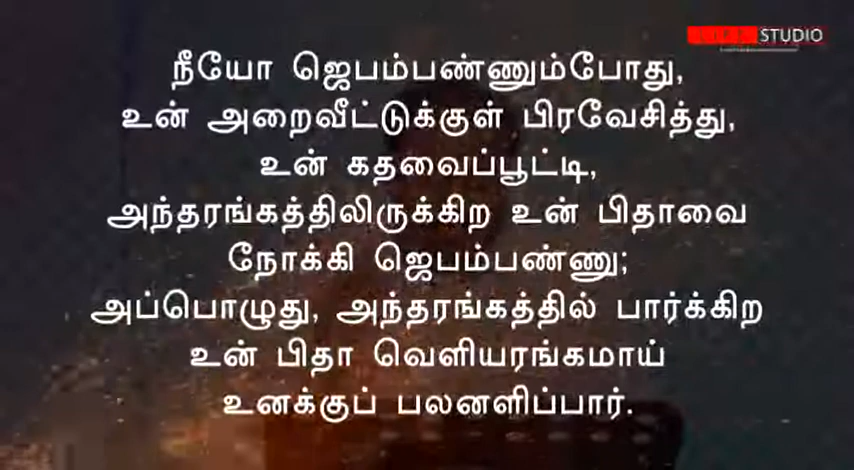 STUDIO
நீயோ ஜெபம்பண்ணும்போது,
உன் அறைவீட்டுக்குள் பிரவேசித்து,
உன் கதவைப்பூட்டி,
அந்தரங்கத்திலிருக்கிற உன் பிதாவை
நோக்கி ஜெபம்பண்ணு;
அப்பொழுது, அந்தரங்கத்தில் பார்க்கிற
உன் பிதா வெளியரங்கமாய்
உனக்குப் பலனளிப்பார்.